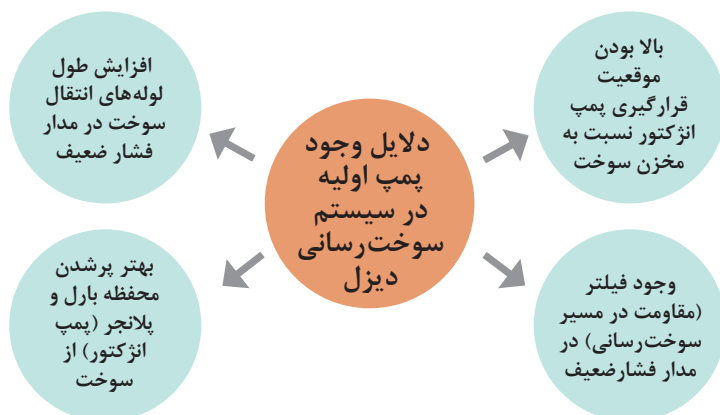 دلایل وجود
پمپ اولیه
در سیستم
سوخت‌رسانی
دیزل
بالا بودن
موقعیت
قرارگیری پمپ
انژکتور نسبت به
مخزن سوخت
افزایش طول
لوله‌های انتقال
سوخت در مدار
فشار ضعیف
وجود فیلتر
(مقاومت در مسیر
سوخت‌رسانی) در
مدار فشارضعیف
بهتر پرشدن
محفظه بارل و
پلانجر (پمپ
انژکتور) از
سوخت